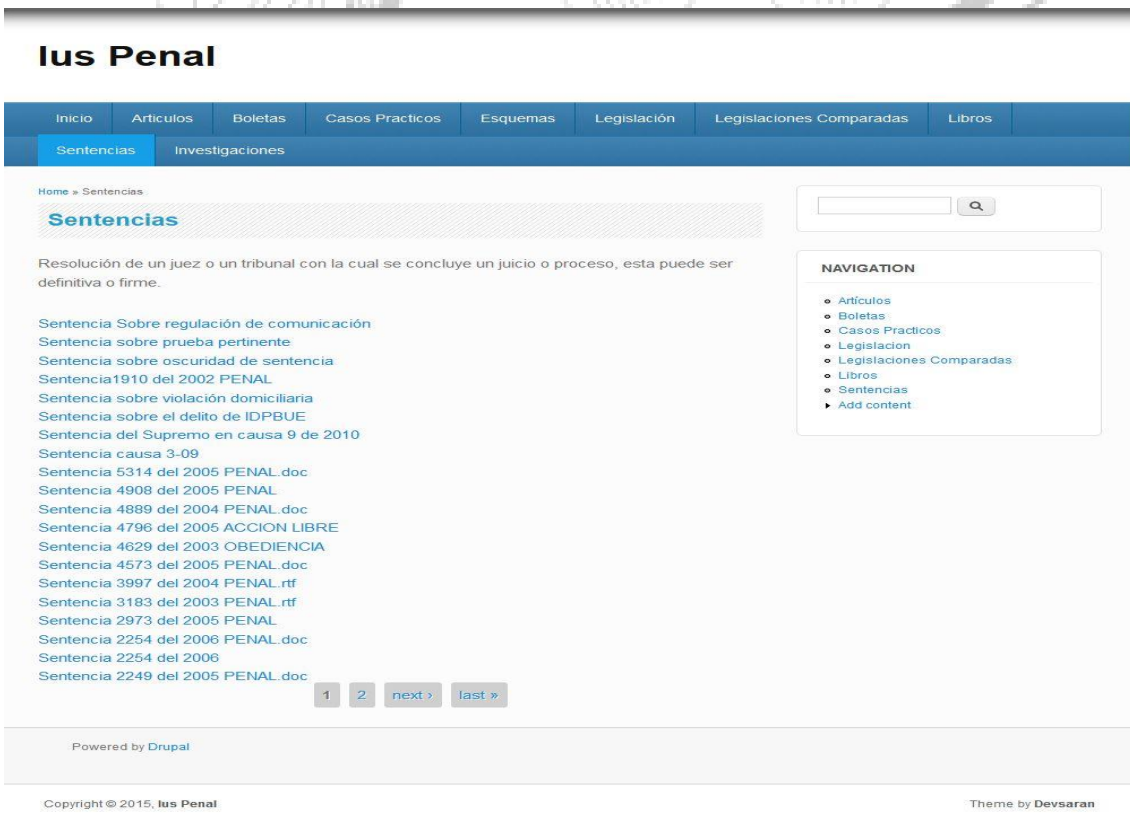 Ius Penal
Inicio Articulos Boletas Casos Practicos Esquemas Legislación Legislaciones Comparadas Libros
Sentencias Investigaciones
Home » Sentencias
Sentencias
Resolución de un juez o un tribunal con la cual se concluye un juicio o proceso, esta puede ser
definitiva o firme.
Sentencia Sobre regulación de comunicación
Sentencia sobre prueba pertinente
Sentencia sobre oscuridad de sentencia
Sentencia1910 del 2002 PENAL
Sentencia sobre violación domiciliaria
Sentencia sobre el delito de IDPBUE
Sentencia del Supremo en causa 9 de 2010
Sentencia causa 3-09
Sentencia 5314 del 2005 PENAL.doc
Sentencia 4908 del 2005 PENAL
Sentencia 4889 del 2004 PENAL.doc
Sentencia 4796 del 2005 ACCION LIBRE
Sentencia 4629 del 2003 OBEDIENCIA
Sentencia 4573 del 2005 PENAL.doc
Sentencia 3997 del 2004 PENAL.rtf
Sentencia 3183 del 2003 PENAL.rtf
Sentencia 2973 del 2005 PENAL
Sentencia 2254 del 2006 PENAL.doc
Sentencia 2254 del 2006
Sentencia 2249 del 2005 PENAL.doc
1 2 next › last »
NAVIGATION
Artículos
Boletas
Casos Practicos
Legislacion
Legislaciones Comparadas
Libros
Sentencias
Add content
Powered by Drupal
Copyright © 2015, Ius Penal
Theme by Devsaran